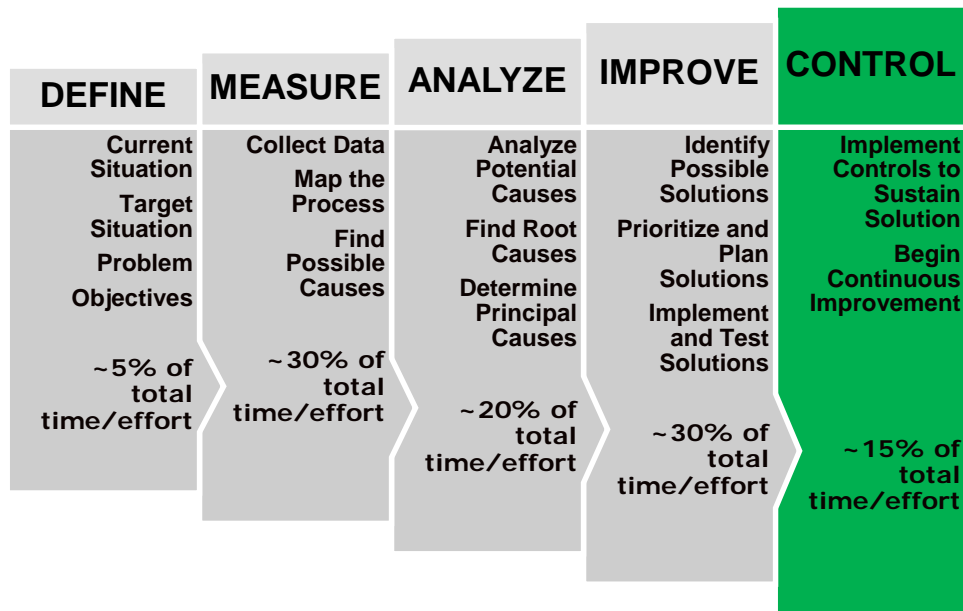 DEFINE
Current
Situation
Target
Situation
Problem
Objectives
~5% of
total
time/effort
MEASURE
Collect Data
Map the
Process
Find
Possible
Causes
~30% of
total
time/effort
ANALYZE
Analyze
Potential
Causes
Find Root
Causes
Determine
Principal
Causes
~20% of
total
time/effort
IMPROVE
Identify
Possible
Solutions
Prioritize and
Plan
Solutions
Implement
and Test
Solutions
~30% of
total
time/effort
CONTROL
Implement
Controls to
Sustain
Solution
Begin
Continuous
Improvement
~15% of
total
time/effort